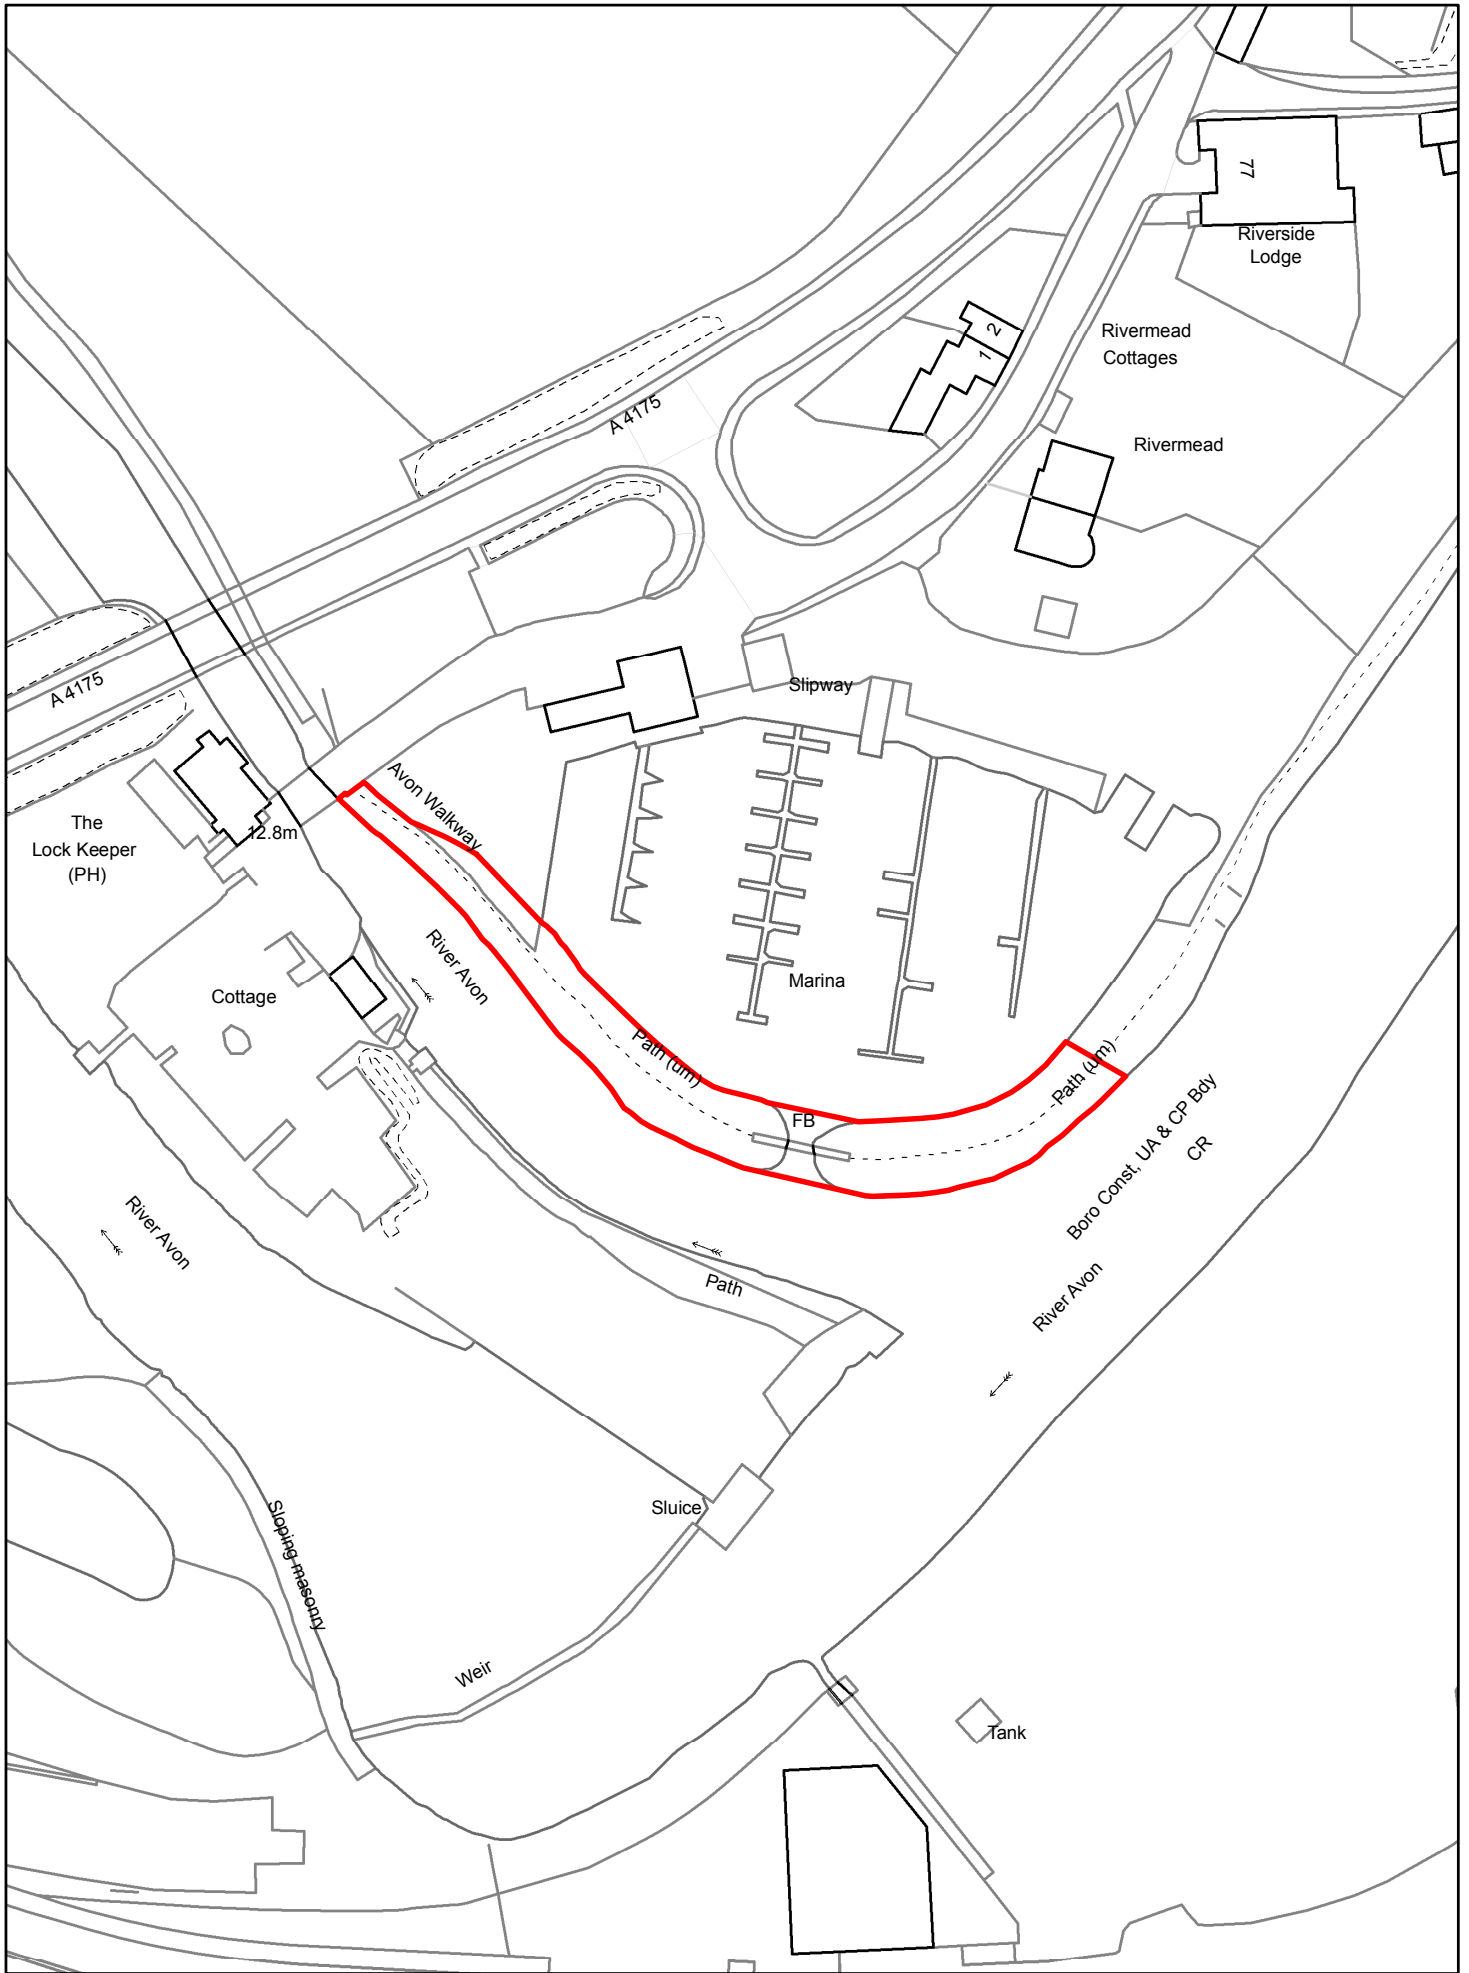 77
Riverside
Lodge
2
1
Rivermead
Cottages
A 4175
Rivermead
A 4175
Slipway
Avon Walkway
The
Lock Keeper
(PH)
12.8m
River Avon
Marina
Cottage
Path (um)
Path (um)
FB
Boro Const, UA & CP Bdy
CR
River Avon
River Avon
Path
Sluice
Sloping masonry
Weir
Tank